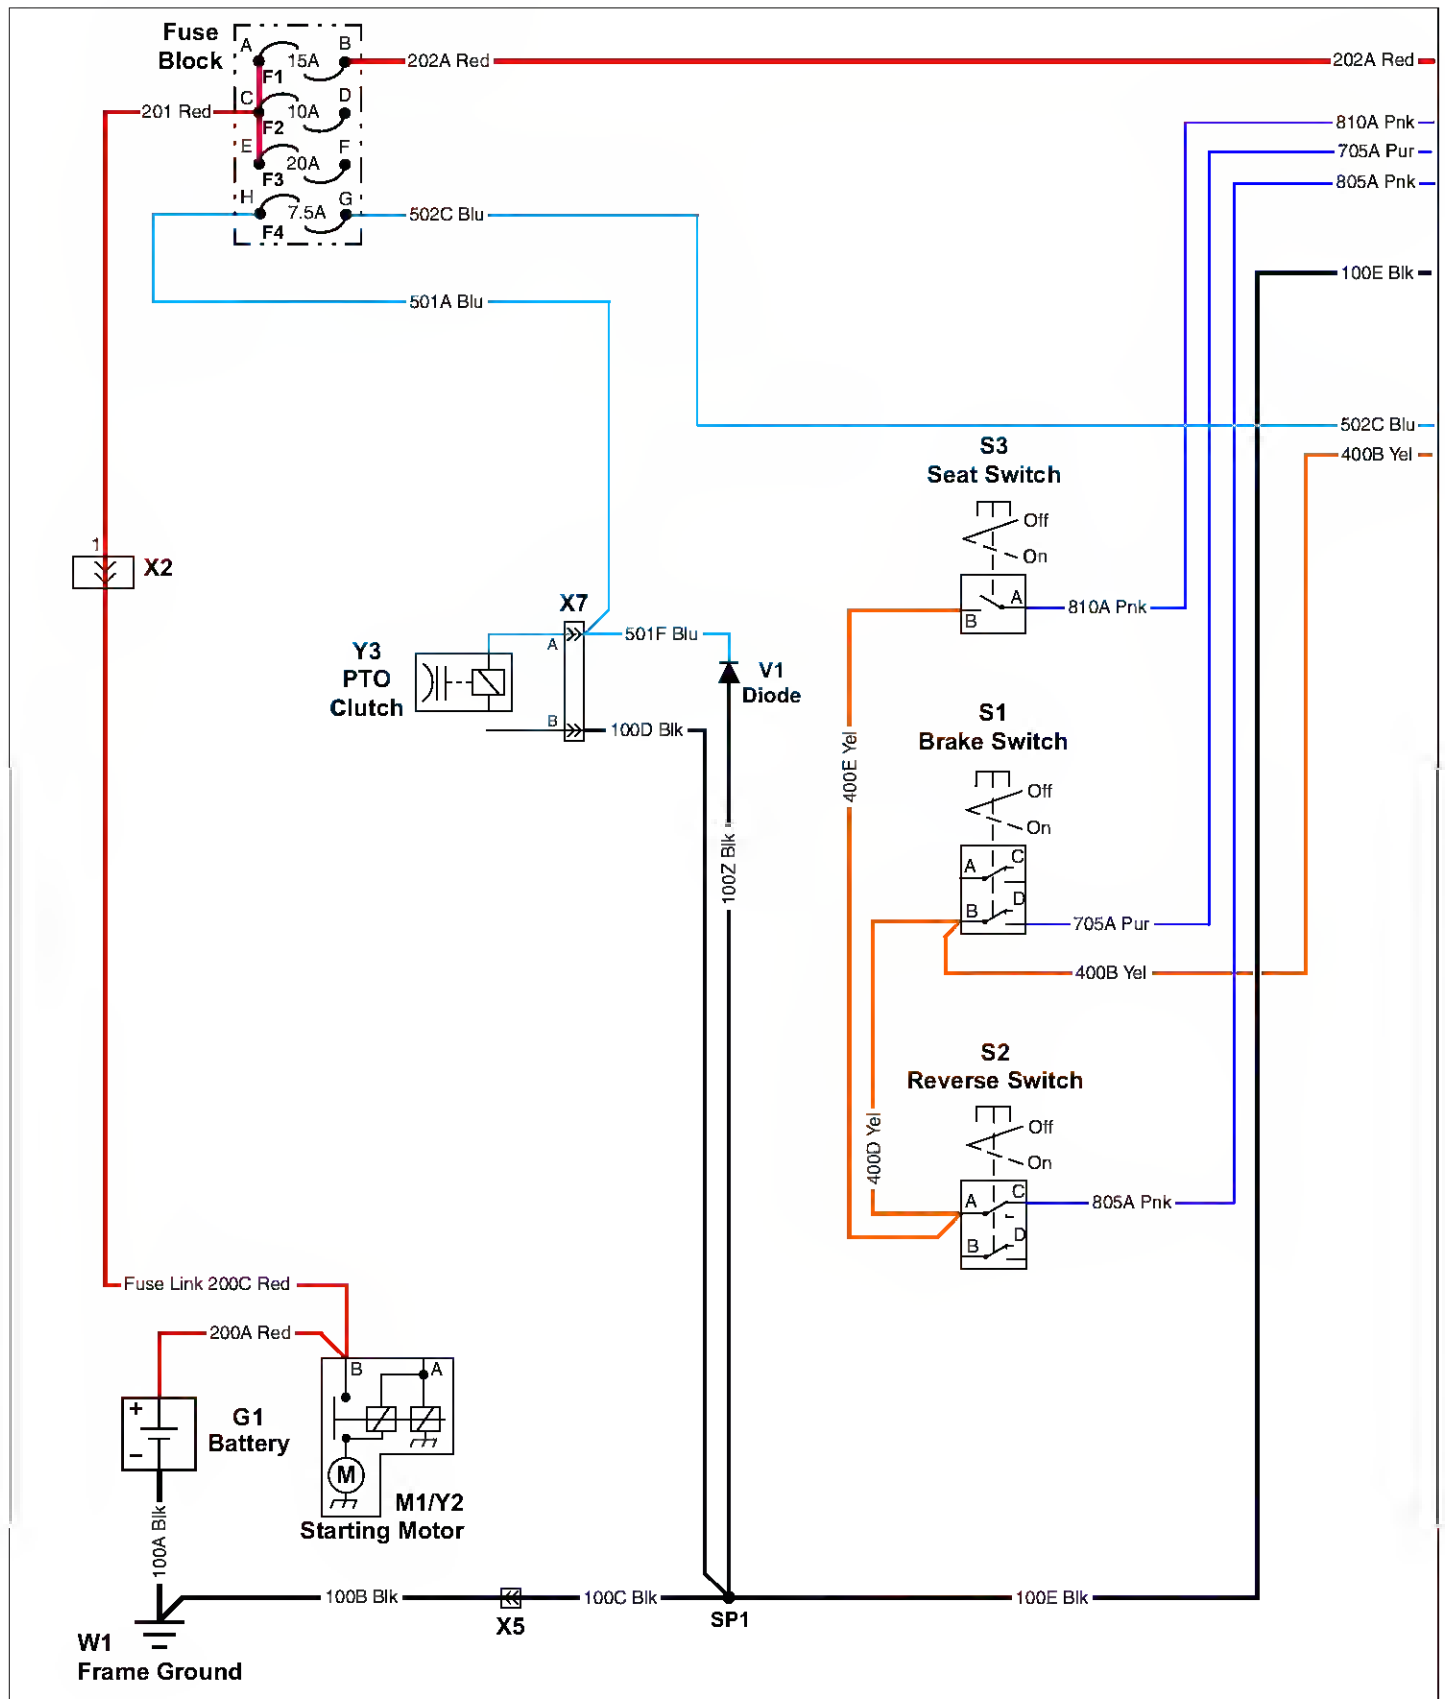 Fuse
Block
A
15A
B
F1
202A Red
202A Red
C
10A
D
F2
201 Red
810A Pnk
705A Pur
805A Pnk
E
20A
F
F3
H
7.5A
G
F4
502C Blu
100E Blk
501A Blu
502C Blu
400B Yel
S3
Seat Switch
Off
On
1
X2
A
B
810A Pnk
X7
A
501F Blu
Y3
PTO
Clutch
V1
Diode
B
100D Blk
S1
Brake Switch
400E Yel
Off
On
100Z Blk
A
C
B
D
705A Pur
400B Yel
S2
Reverse Switch
400D Yel
Off
On
A
C
B
D
805A Pnk
Fuse Link 200C Red
200A Red
B
A
+
−
G1
Battery
M
M1/Y2
Starting Motor
100A Blk
100B Blk
X5
100C Blk
SP1
100E Blk
W1
Frame Ground